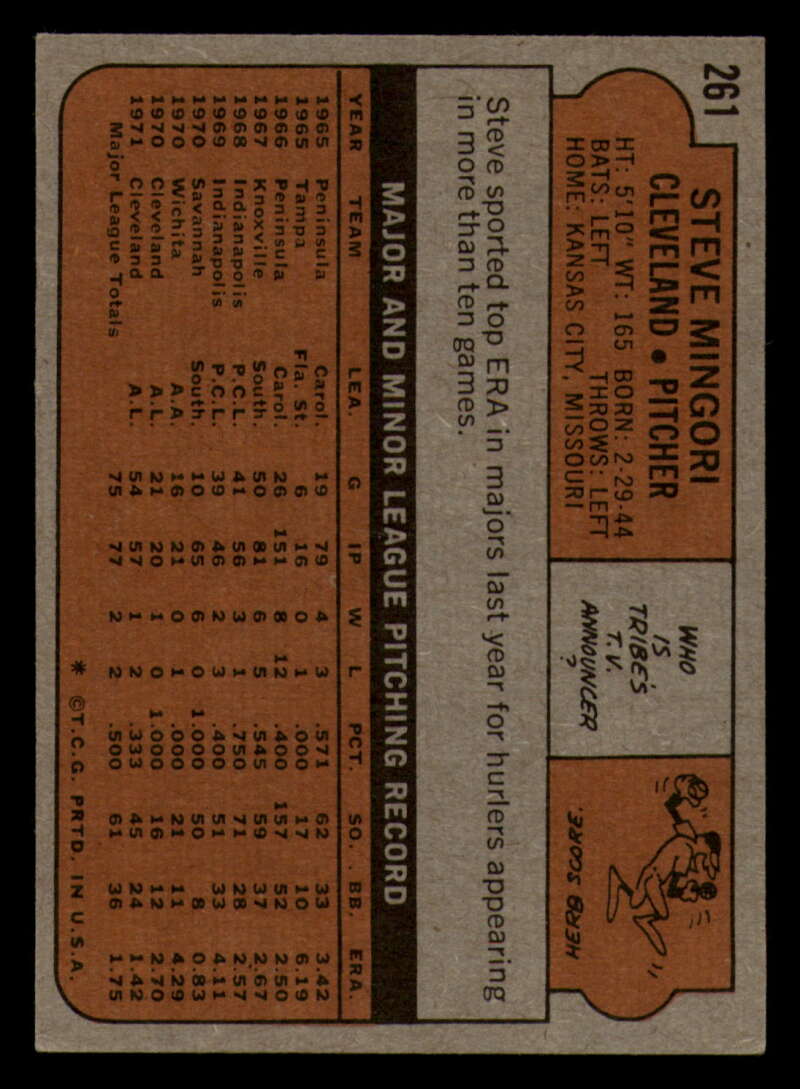 261
STEVE MINGORI
CLEVELAND • PITCHER
HT: 5'10" WT: 165 BORN: 2-29-44
BATS: LEFT THROWS: LEFT
HOME: KANSAS CITY, MISSOURI
WHO
IS
TRIBE'S
T.V.
ANNOUNCER
?
HERB SCORE.
Steve sported top ERA in majors last year for hurlers appearing
in more than ten games.
MAJOR AND MINOR LEAGUE PITCHING RECORD
YEAR TEAM LEA. G IP W L PCT. SO. BB. ERA.
1965 Peninsula Carol. 19 79 4 3 .571 62 33 3.42
1965 Tampa Fla. St. 6 16 0 1 .000 17 10 6.19
1966 Peninsula Carol. 26 151 8 12 .400 157 52 2.50
1967 Knoxville South. 50 81 6 5 .545 59 37 2.67
1968 Indianapolis P.C.L. 41 56 3 1 .750 71 28 2.57
1969 Indianapolis P.C.L. 39 46 2 3 .400 51 33 4.11
1970 Savannah South. 10 65 6 0 1.000 50 8 0.83
1970 Wichita A.A. 16 21 0 1 .000 21 11 4.29
1970 Cleveland A.L. 21 20 1 0 1.000 16 12 2.70
1971 Cleveland A.L. 54 57 1 2 .333 45 24 1.42
Major League Totals 75 77 2 2 .500 61 36 1.75
* ©T.C.G. PRTD. IN U.S.A.